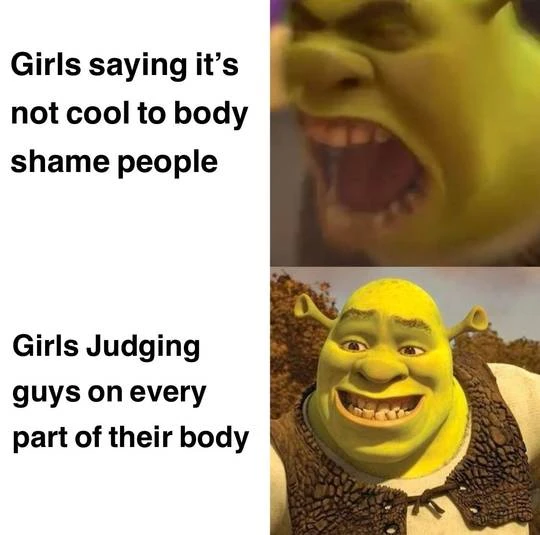 Girls saying it’s
not cool to body
shame people
Girls Judging
guys on every
part of their body